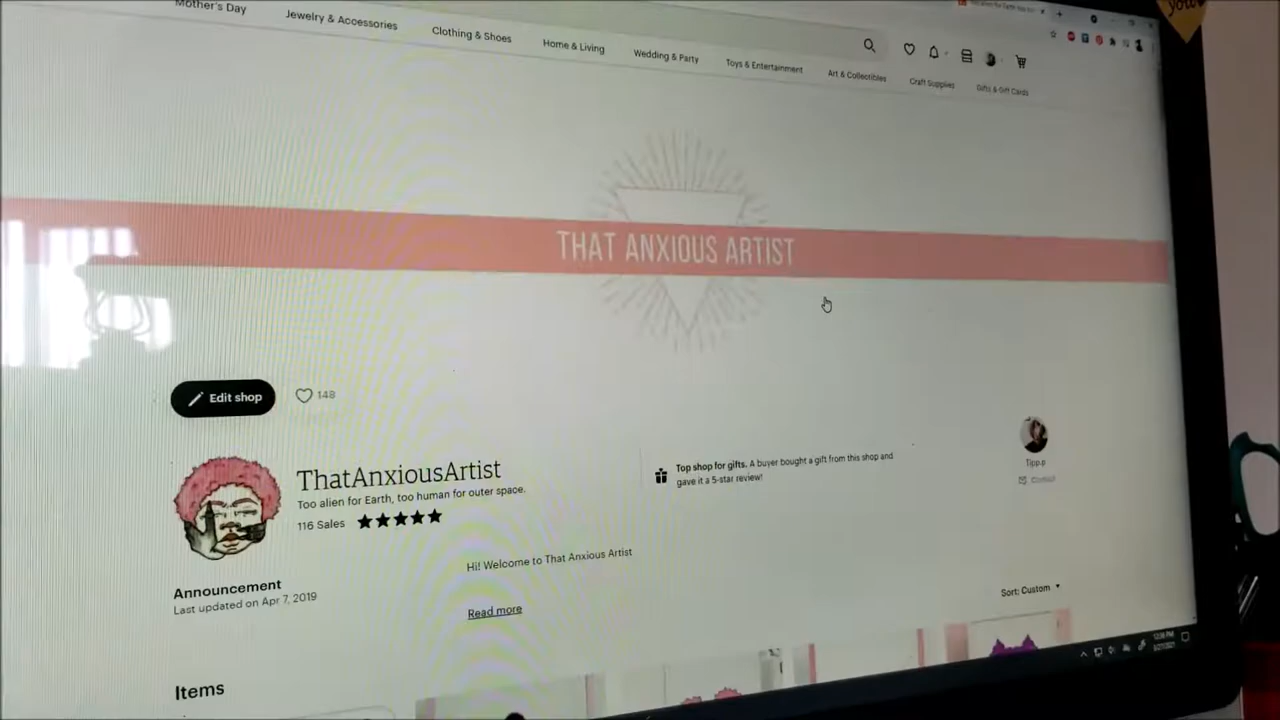 Mother's Day
Jewelry & Accessories
Clothing & Shoes
Home & Living
Wedding & Party
Toys & Entertainment
Art & Collectibles
Craft Supplies
Gifts & Gift Cards
THAT ANXIOUS ARTIST
Edit shop
148
ThatAnxiousArtist
Too alien for Earth, too human for outer space.
116 Sales
Top shop for gifts. A buyer bought a gift from this shop and
gave it a 5-star review!
Tipp.p
Contact
Announcement
Last updated on Apr 7, 2019
Hi! Welcome to That Anxious Artist
Read more
Sort: Custom
Items